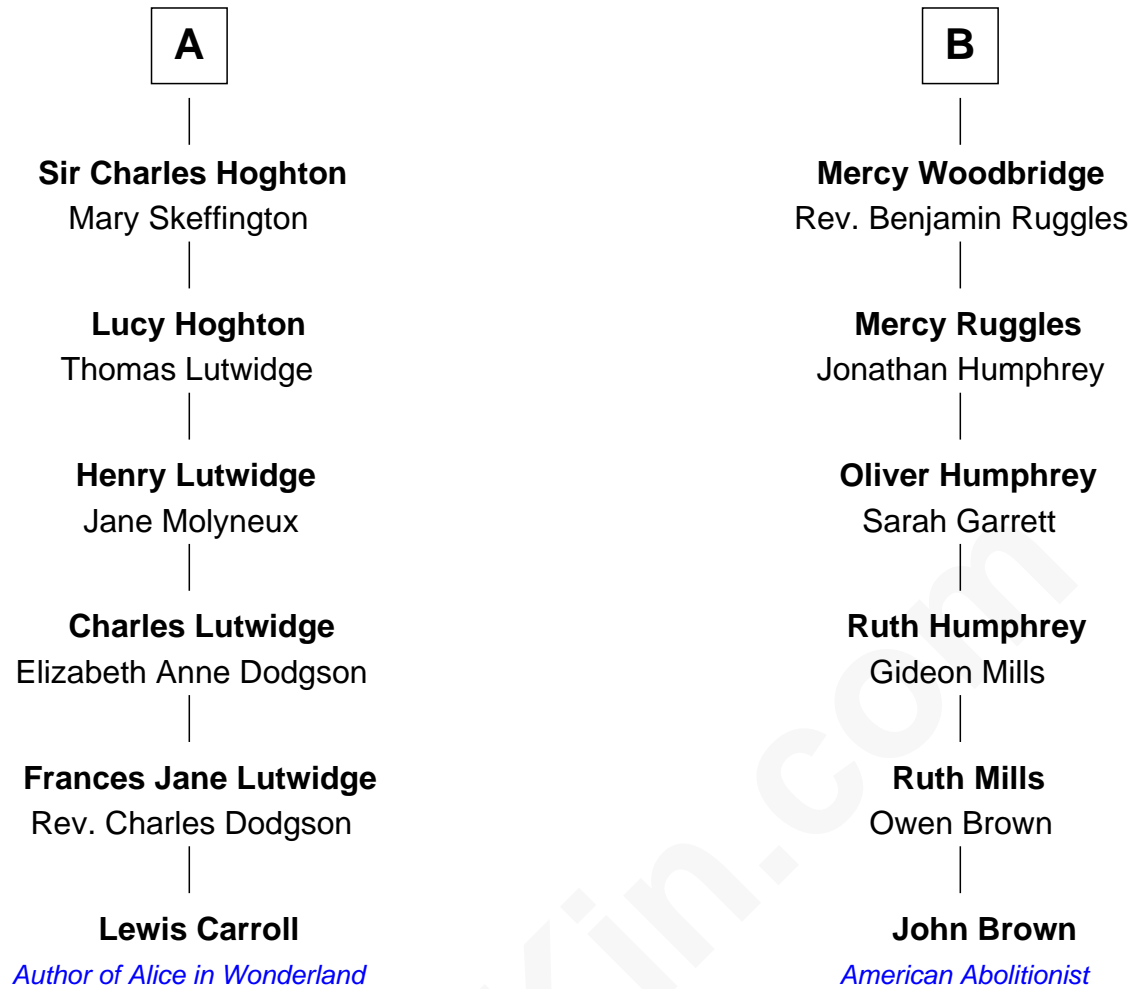 A
B
Sir Charles Hoghton
Mary Skeffington
Mercy Woodbridge
Rev. Benjamin Ruggles
Lucy Hoghton
Thomas Lutwidge
Mercy Ruggles
Jonathan Humphrey
Henry Lutwidge
Jane Molyneux
Oliver Humphrey
Sarah Garrett
Charles Lutwidge
Elizabeth Anne Dodgson
Ruth Humphrey
Gideon Mills
Frances Jane Lutwidge
Rev. Charles Dodgson
Ruth Mills
Owen Brown
Lewis Carroll
Author of Alice in Wonderland
John Brown
American Abolitionist
Kin.com